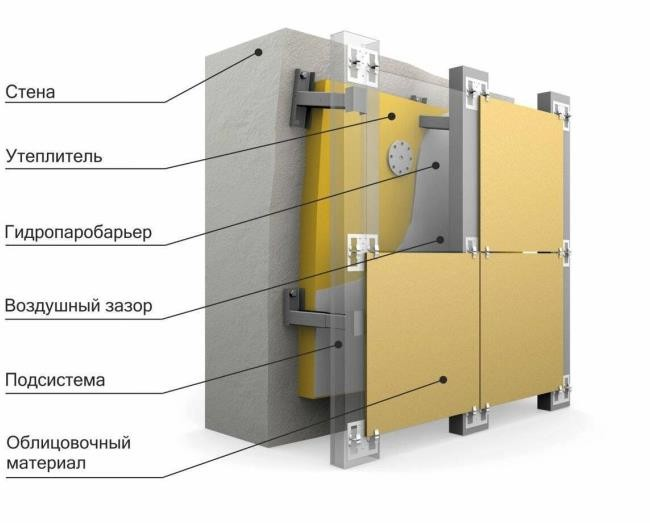 Стена
Утеплитель
Гидропаробарьер
Воздушный зазор
Подсистема
Облицовочный
материал